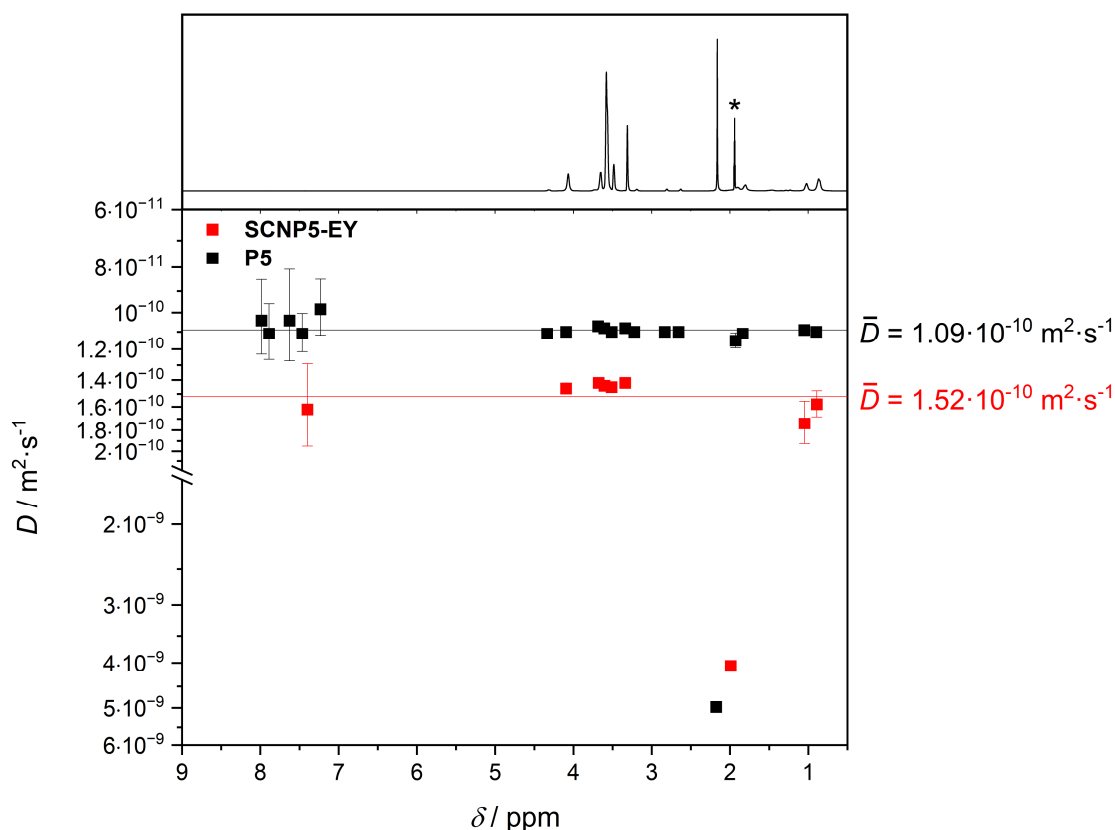 *
6·10⁻¹¹
SCNP5-EY
P5
8·10⁻¹¹
10⁻¹⁰
D̅ = 1.09·10⁻¹⁰ m²·s⁻¹
1.2·10⁻¹⁰
1.4·10⁻¹⁰
D̅ = 1.52·10⁻¹⁰ m²·s⁻¹
1.6·10⁻¹⁰
1.8·10⁻¹⁰
2·10⁻¹⁰
D / m²·s⁻¹
2·10⁻⁹
3·10⁻⁹
4·10⁻⁹
5·10⁻⁹
6·10⁻⁹
9 8 7 6 5 4 3 2 1
δ / ppm